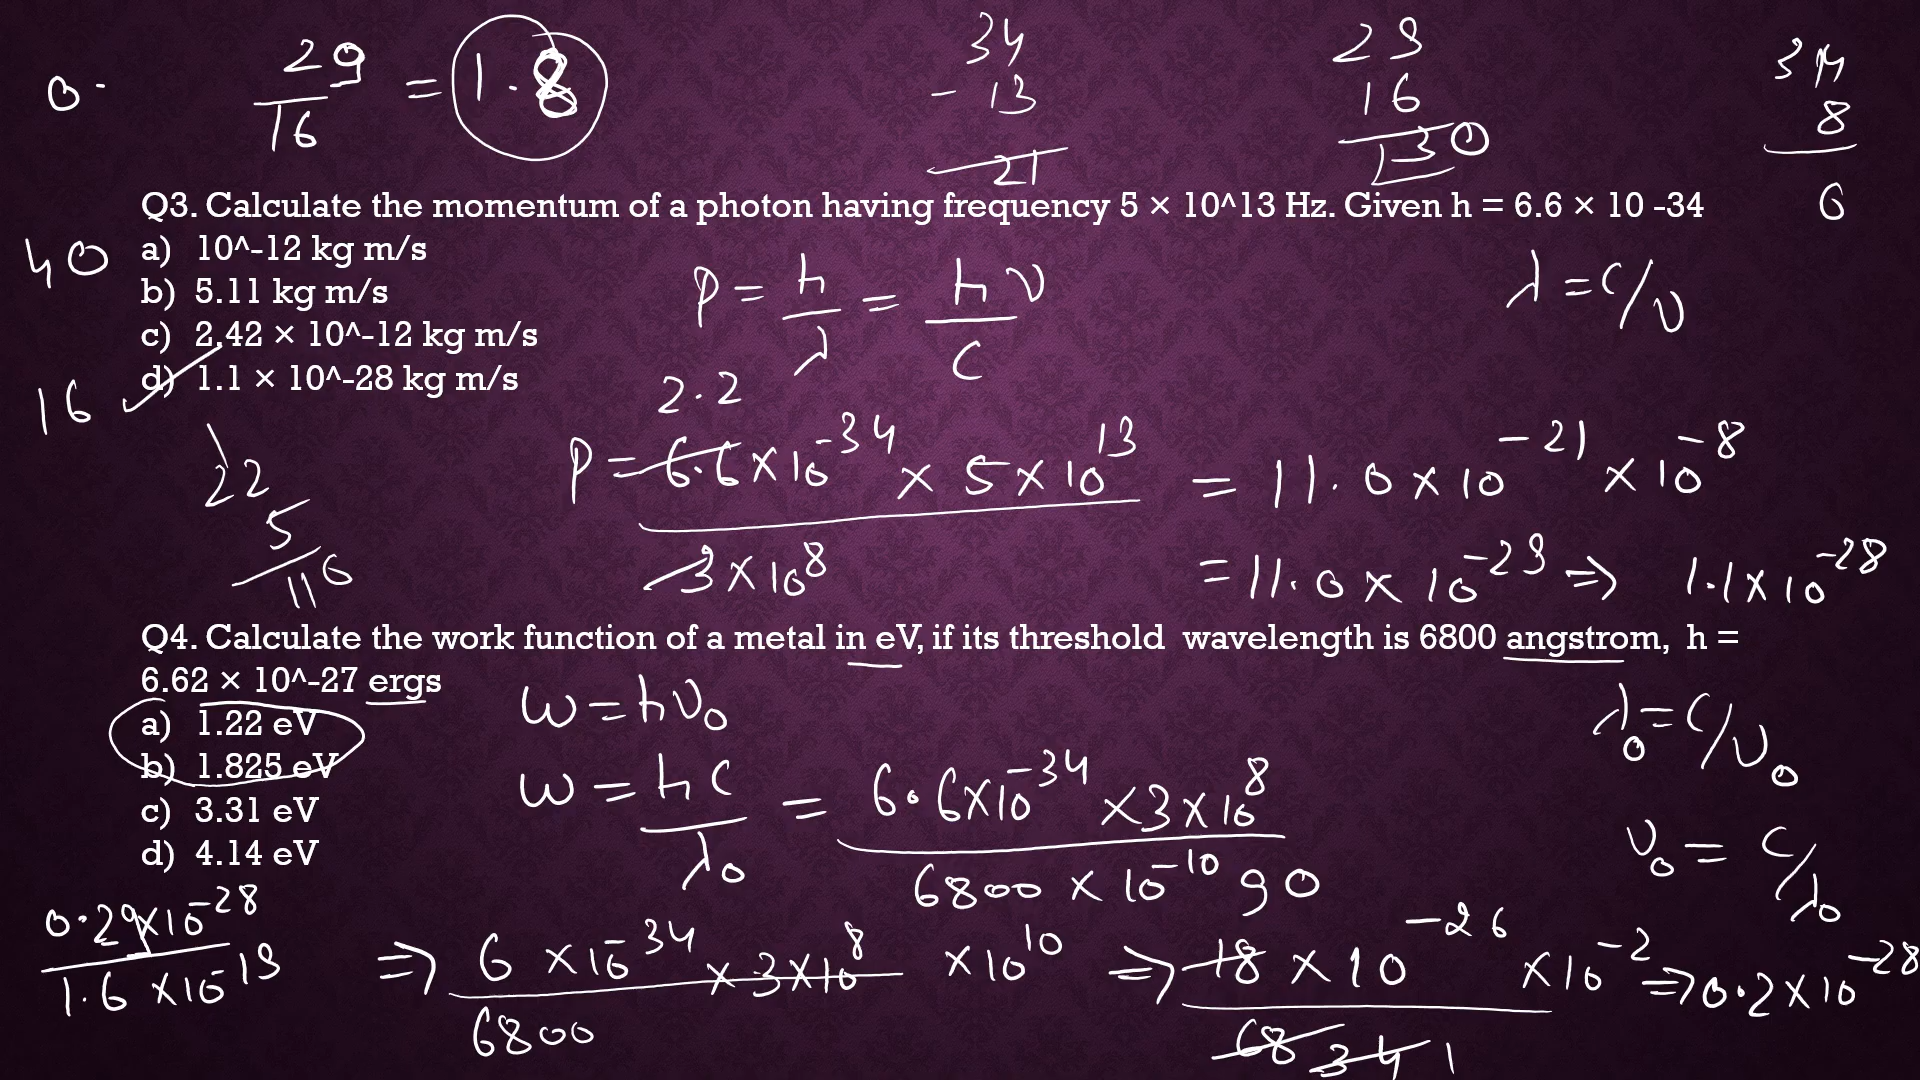 0.
29/16 = 1.8
34
- 13
21
29
16
130
34
8
6
Q3. Calculate the momentum of a photon having frequency 5 × 10^13 Hz. Given h = 6.6 × 10 -34
a) 10^-12 kg m/s
b) 5.11 kg m/s
c) 2.42 × 10^-12 kg m/s
d) 1.1 × 10^-28 kg m/s
40
16
P = h/λ = hν/c
λ = c/ν
2.2
P = 6.6 × 10^-34 × 5 × 10^13 / 3 × 10^8 = 11.0 × 10^-21 × 10^-8
= 11.0 × 10^-29 => 1.1 × 10^-28
22
5
110
Q4. Calculate the work function of a metal in eV, if its threshold wavelength is 6800 angstrom, h =
6.62 × 10^-27 ergs
a) 1.22 eV
b) 1.825 eV
c) 3.31 eV
d) 4.14 eV
ω = hν₀
λ₀ = c/ν₀
ω = hc/λ₀ = 6.6 × 10^-34 × 3 × 10^8 / 6800 × 10^-10
90
ν₀ = c/λ₀
0.29 × 10^-28 / 1.6 × 10^-19
=> 6 × 10^-34 × 3 × 10^8 / 6800 × 10^10 => 18 × 10^-26 × 10^-2 / 68 34 1 => 0.2 × 10^-28